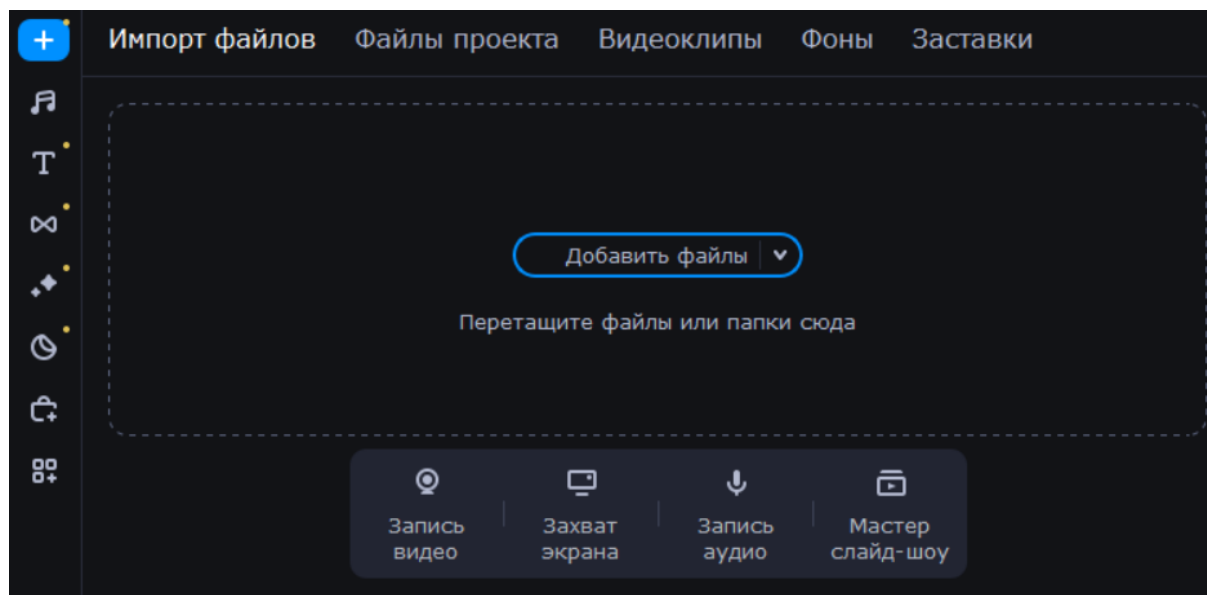 Импорт файлов Файлы проекта Видеоклипы Фоны Заставки
Добавить файлы
Перетащите файлы или папки сюда
Запись видео
Захват экрана
Запись аудио
Мастер слайд-шоу